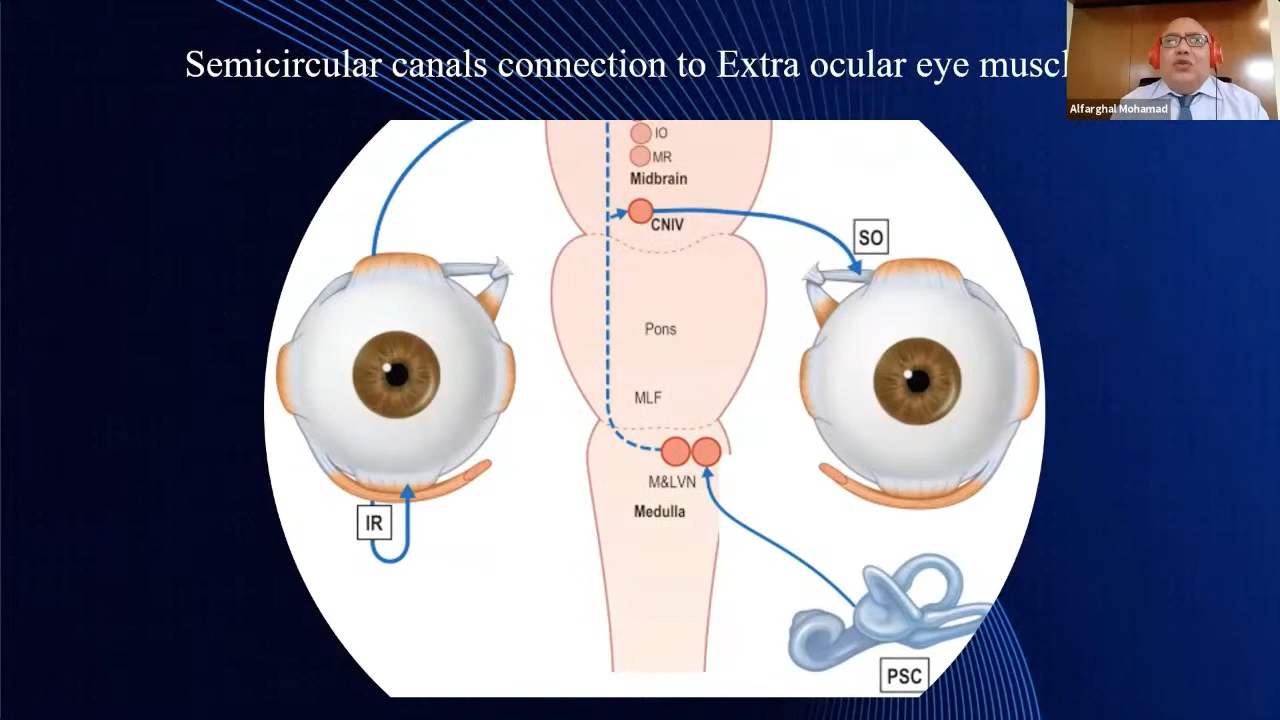 Semicircular canals connection to Extra ocular eye
Alfarghal Mohamad
IO
MR
Midbrain
CNIV
SO
Pons
MLF
M&LVN
Medulla
IR
PSC